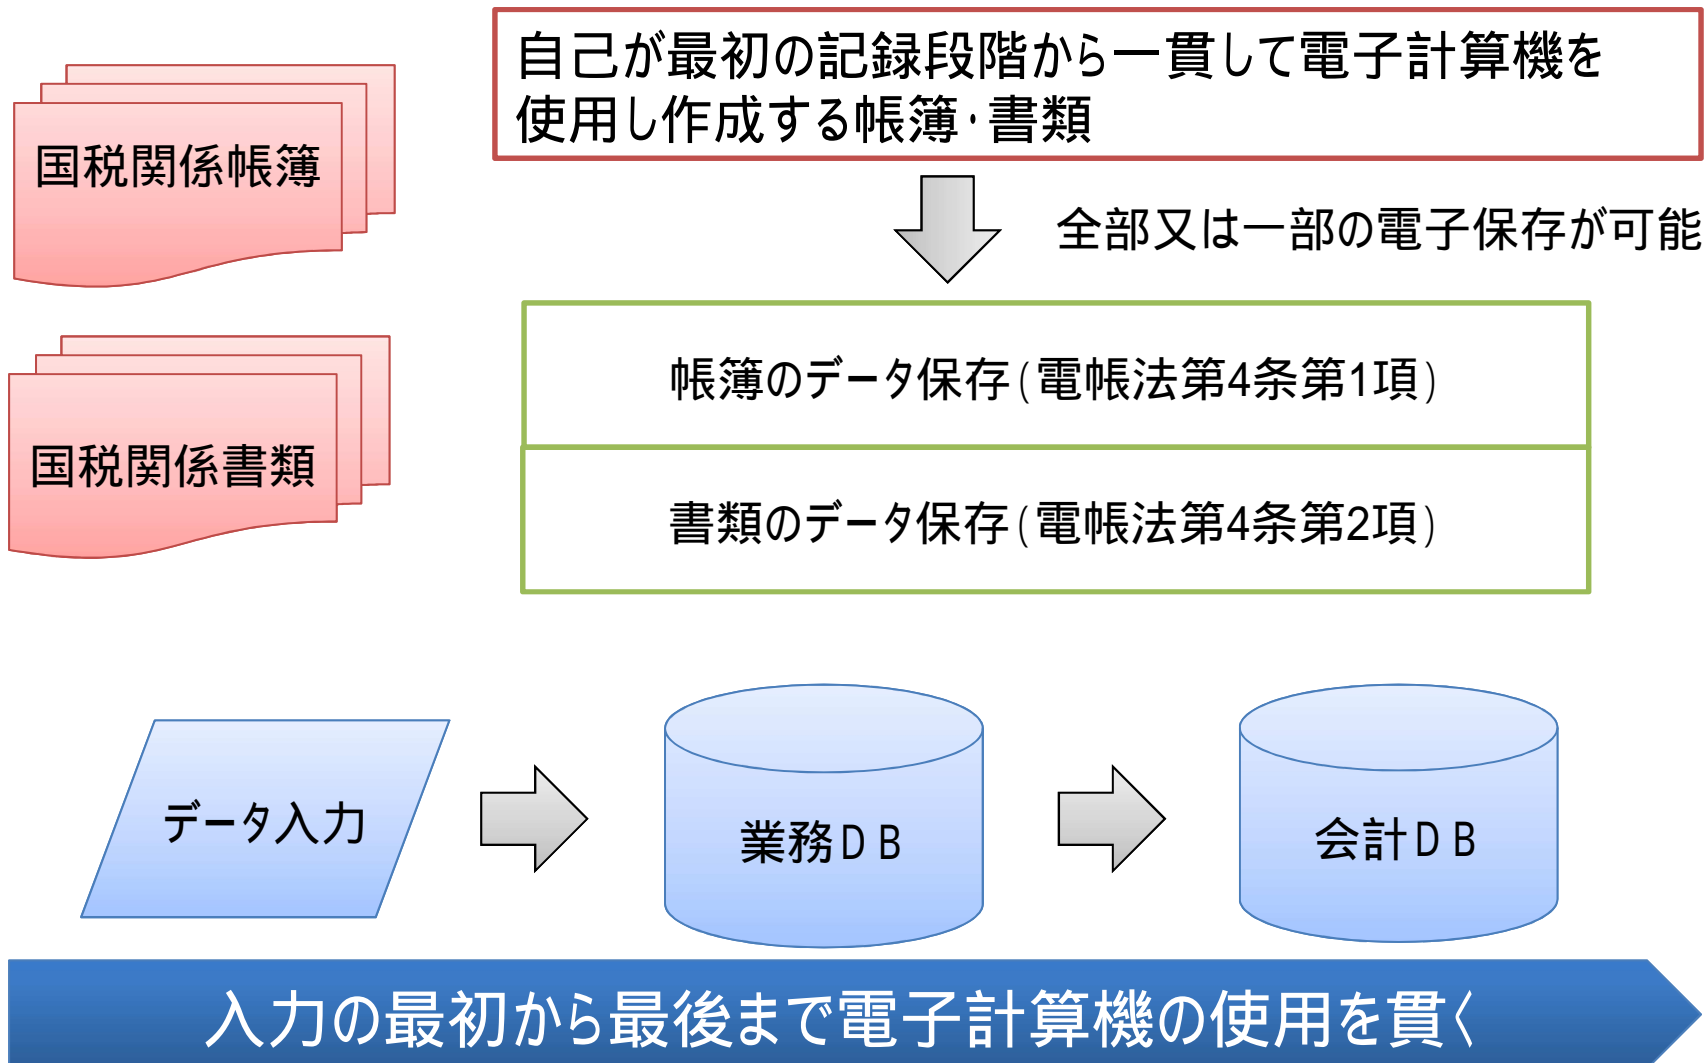 自己が最初の記録段階から一貫して電子計算機を
使用し作成する帳簿・書類
国税関係帳簿
全部又は一部の電子保存が可能
帳簿のデータ保存(電帳法第4条第1項)
国税関係書類
書類のデータ保存(電帳法第4条第2項)
データ入力
業務DB
会計DB
入力の最初から最後まで電子計算機の使用を貫く